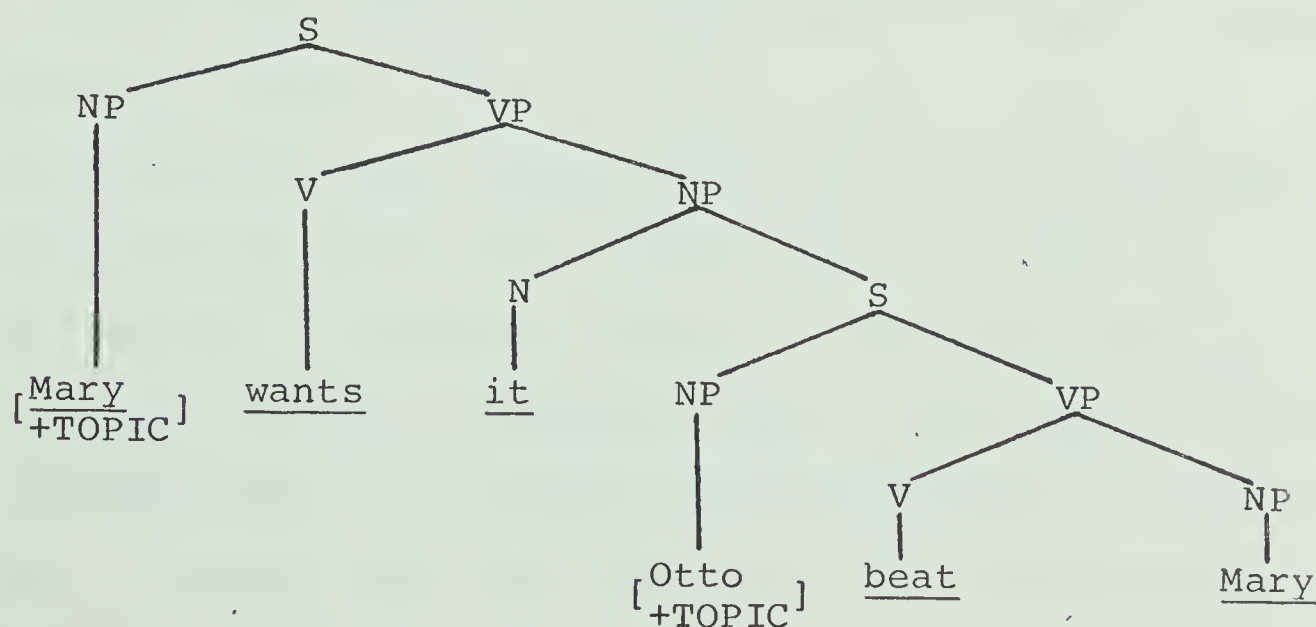 S
NP VP
V NP
N S
[Mary +TOPIC] wants it NP VP
V NP
[Otto +TOPIC] beat Mary